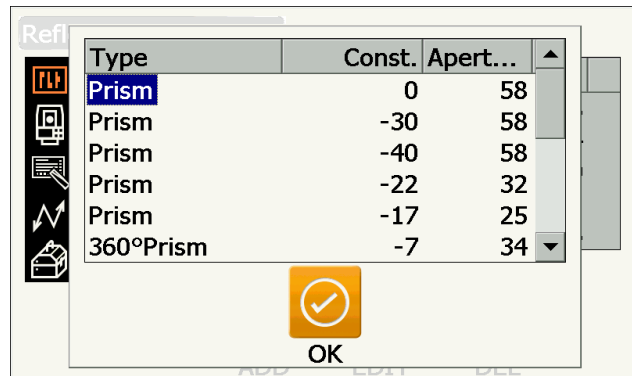 Refl
Type Const. Apert...
Prism 0 58
Prism -30 58
Prism -40 58
Prism -22 32
Prism -17 25
360°Prism -7 34
OK
ADD EDIT DEL